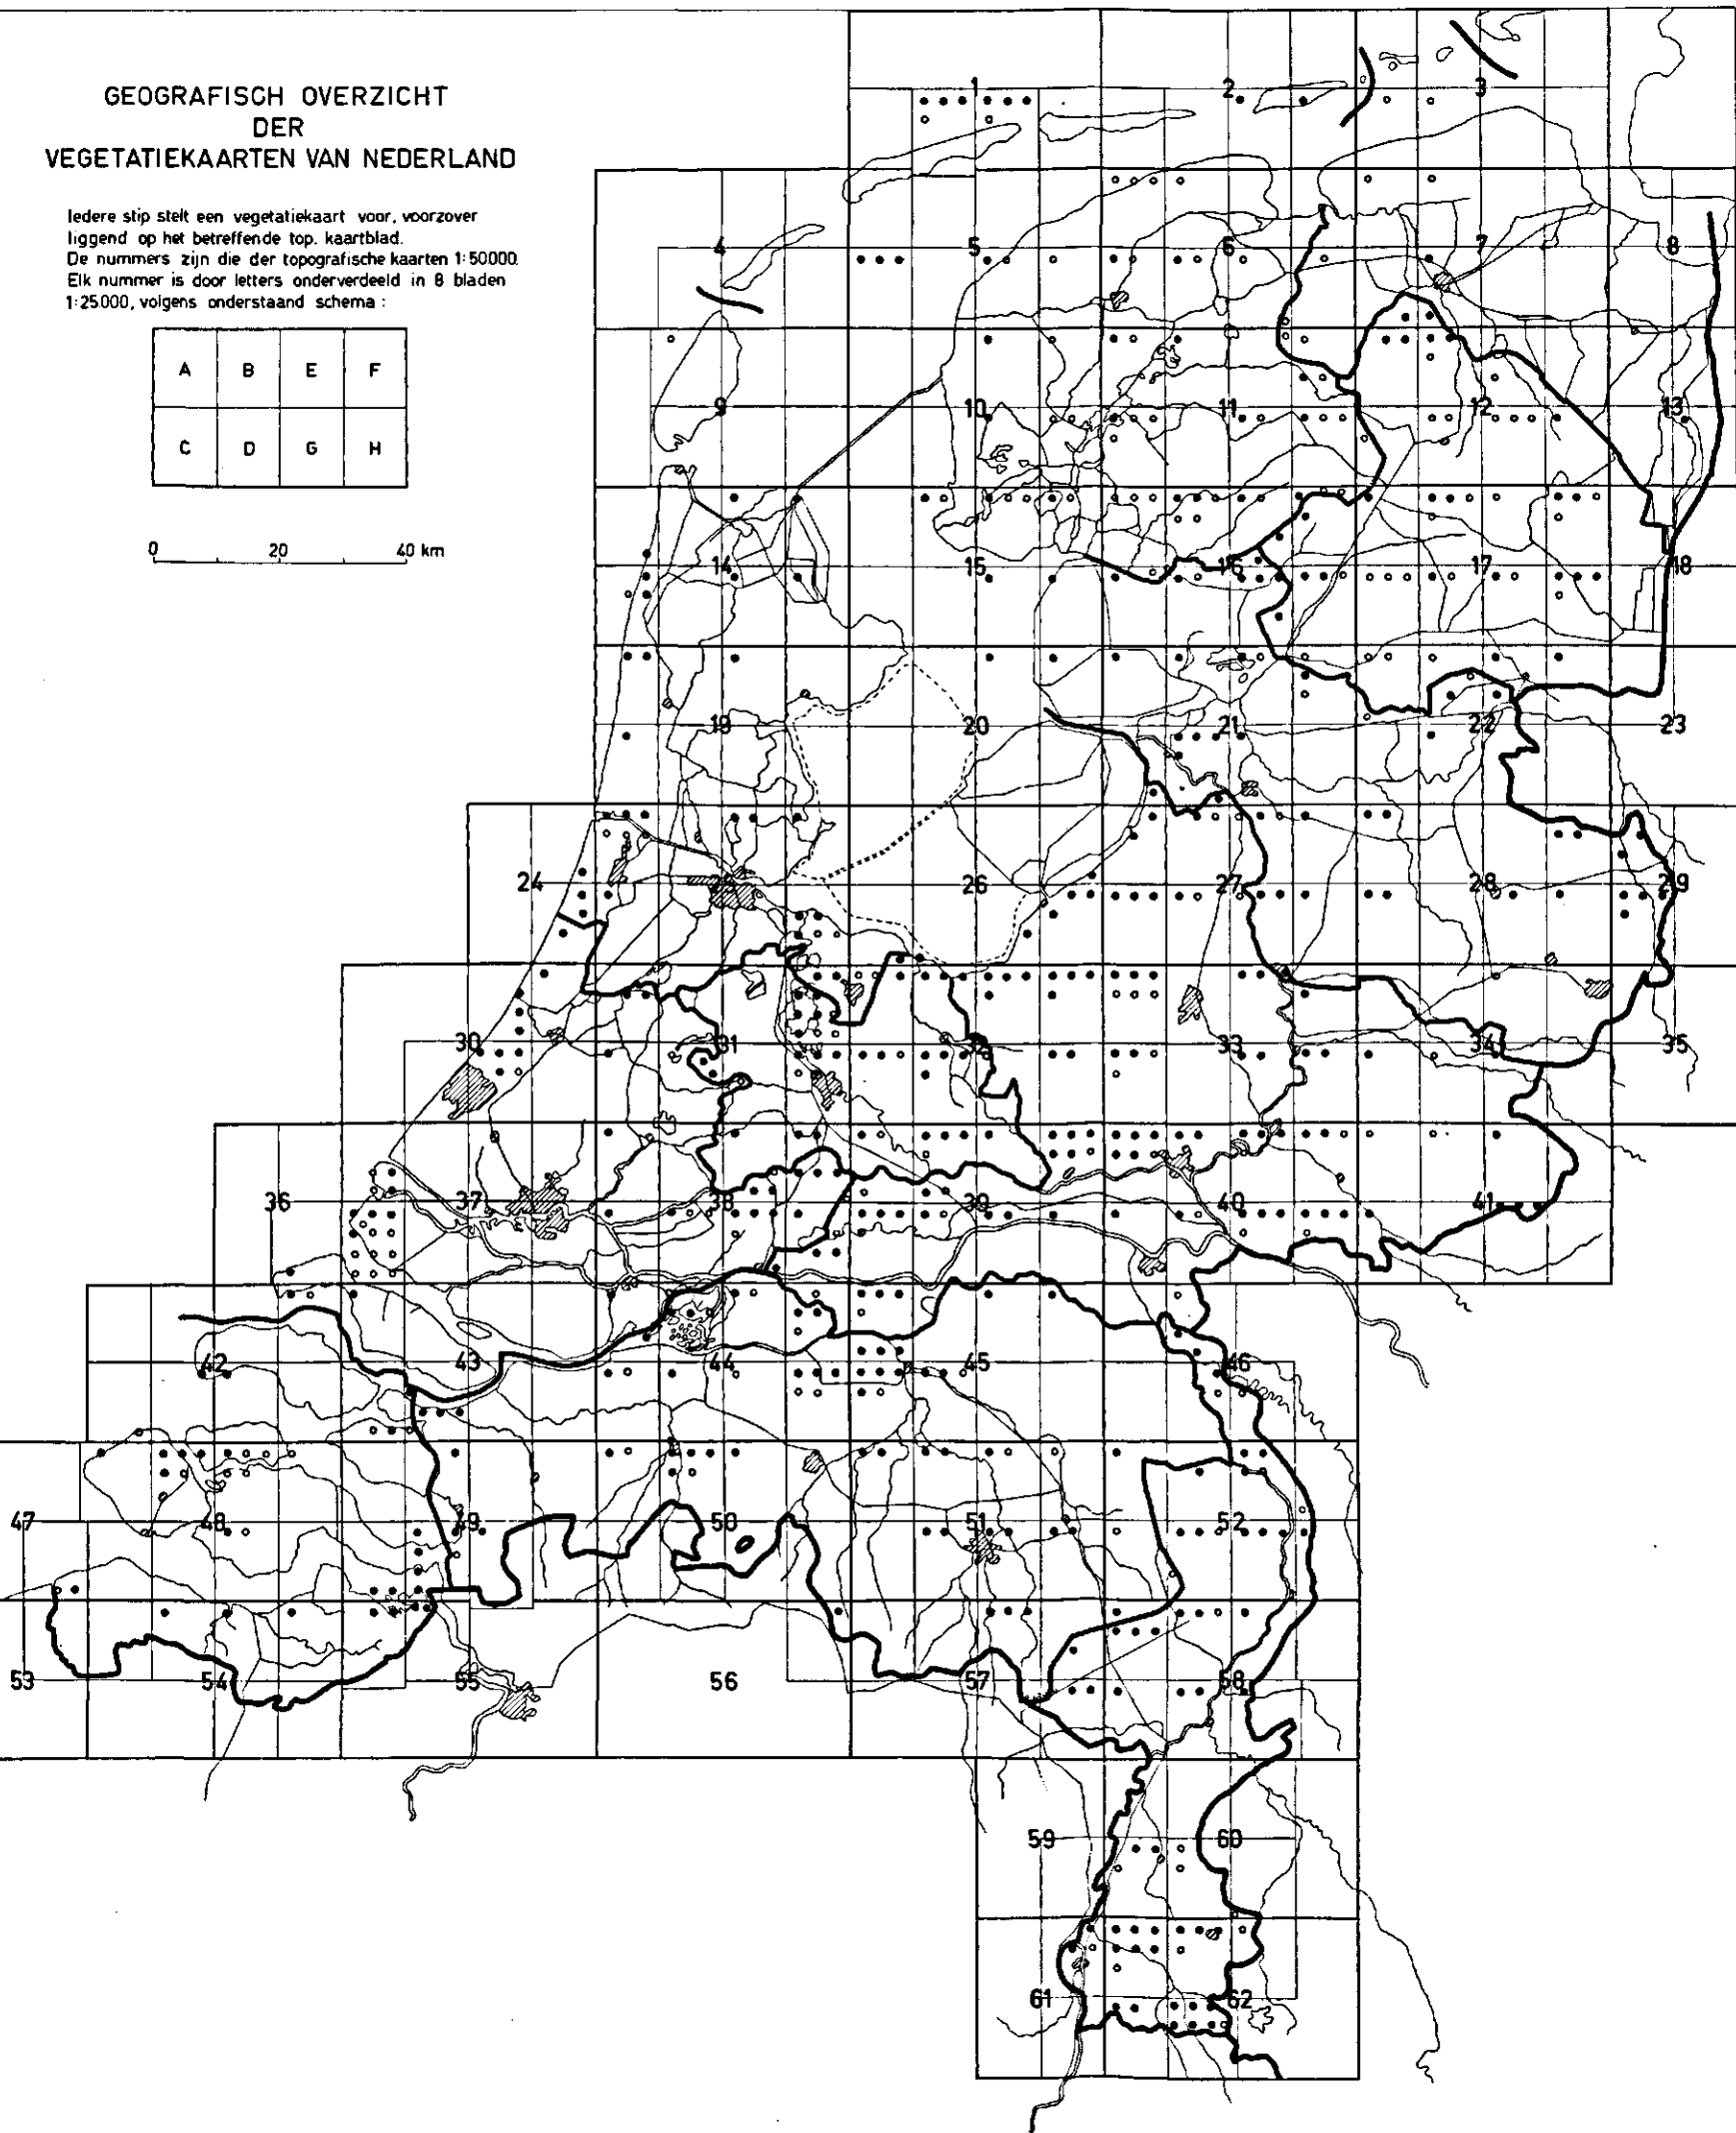 GEOGRAFISCH OVERZICHT
DER
VEGETATIEKAARTEN VAN NEDERLAND
Iedere stip stelt een vegetatiekaart voor, voorzover
liggend op het betreffende top. kaartblad.
De nummers zijn die der topografische kaarten 1:50000.
Elk nummer is door letters onderverdeeld in 8 bladen
1:25000, volgens onderstaand schema:
A B E F
C D G H
0 20 40 km
1 2 3
4 5 6 7 8
9 10 11 12 13
14 15 16 17 18
19 20 21 22 23
24 25 26 27 28 29
30 31 32 33 34 35
36 37 38 39 40 41
42 43 44 45 46
47 48 49 50 51 52
53 54 55 56 57 58
59 60
61 62